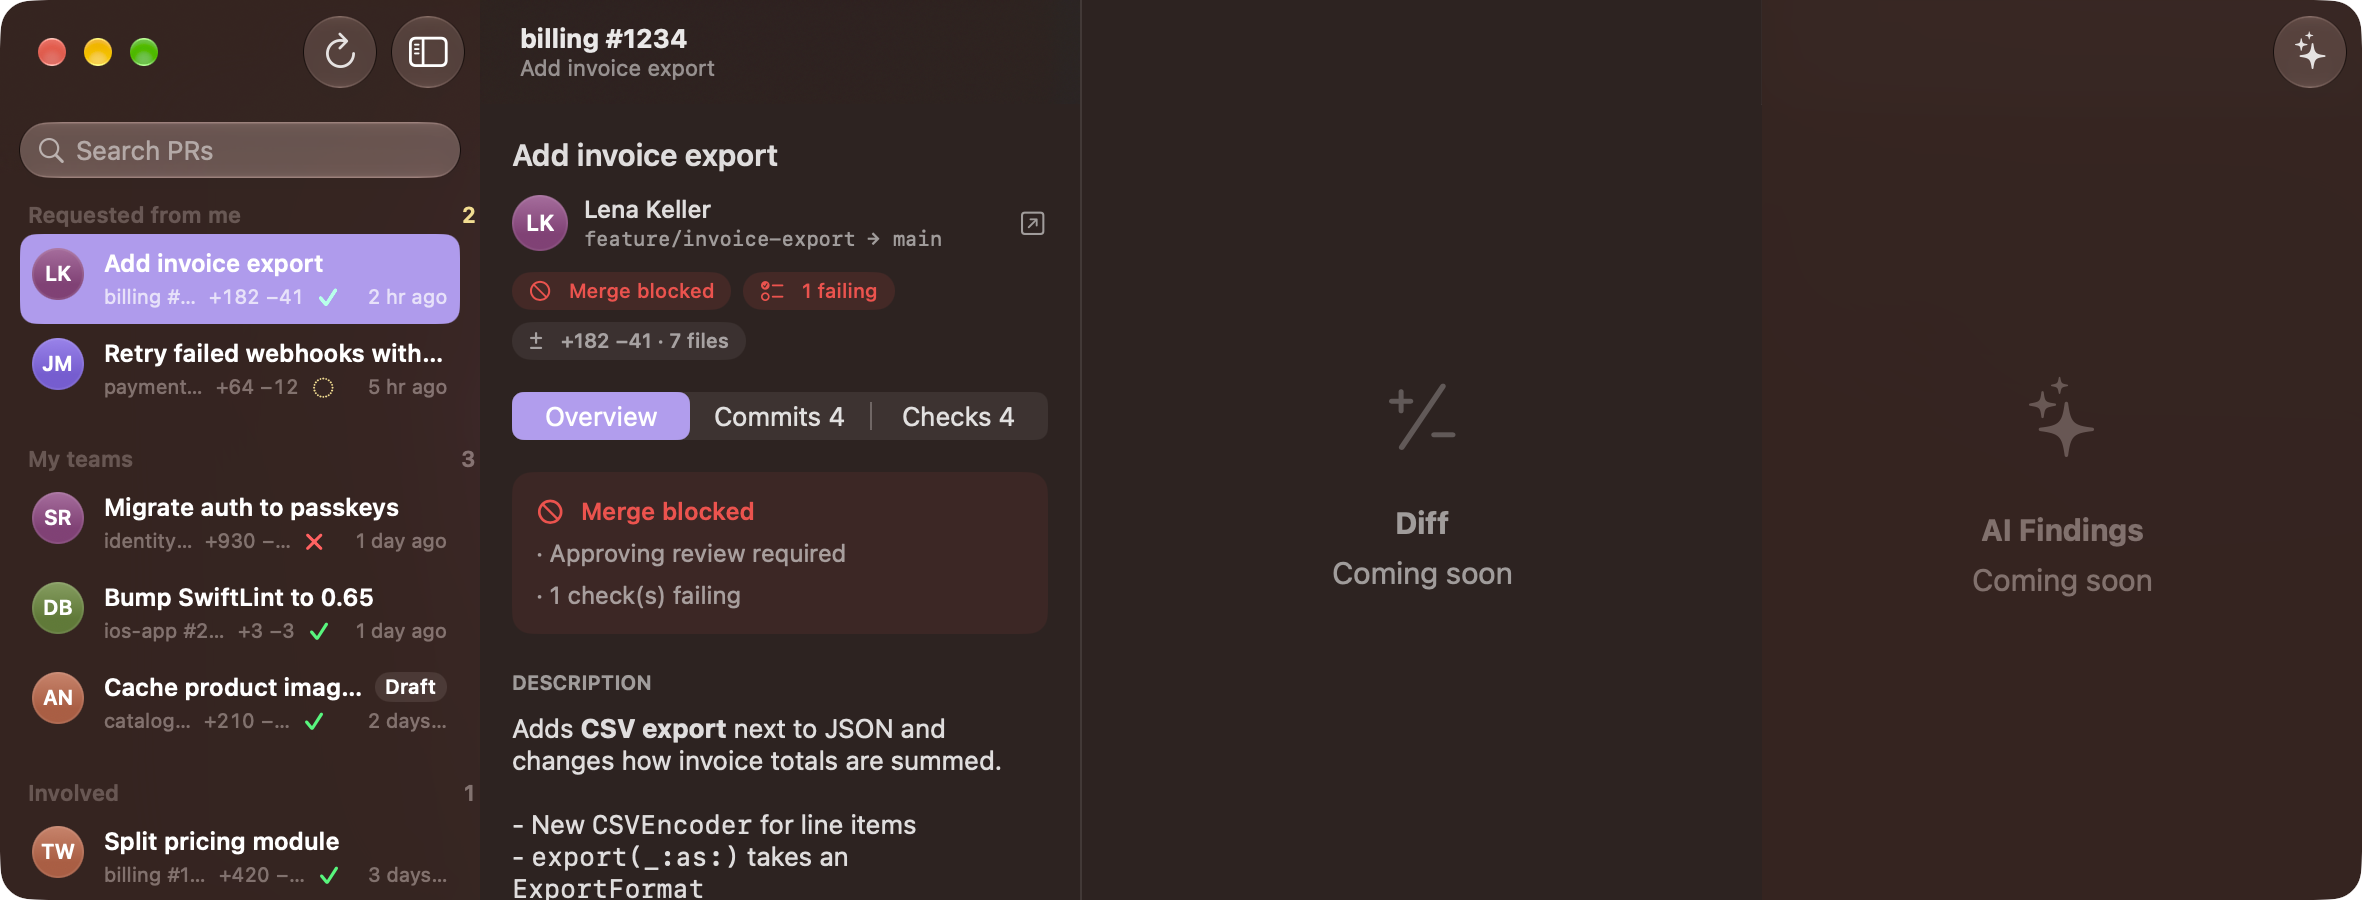 billing #1234
Add invoice export
Search PRs
Requested from me 2
LK Add invoice export
billing #... +182 −41 2 hr ago
JM Retry failed webhooks with...
payment... +64 −12 5 hr ago
My teams 3
SR Migrate auth to passkeys
identity... +930 −... 1 day ago
DB Bump SwiftLint to 0.65
ios-app #2... +3 −3 1 day ago
AN Cache product imag... Draft
catalog... +210 −... 2 days...
Involved 1
TW Split pricing module
billing #1... +420 −... 3 days...
Add invoice export
LK Lena Keller
feature/invoice-export → main
Merge blocked 1 failing
± +182 −41 · 7 files
Overview Commits 4 Checks 4
Merge blocked
· Approving review required
· 1 check(s) failing
DESCRIPTION
Adds CSV export next to JSON and
changes how invoice totals are summed.
- New CSVEncoder for line items
- export(_:as:) takes an
ExportFormat
Diff
Coming soon
AI Findings
Coming soon